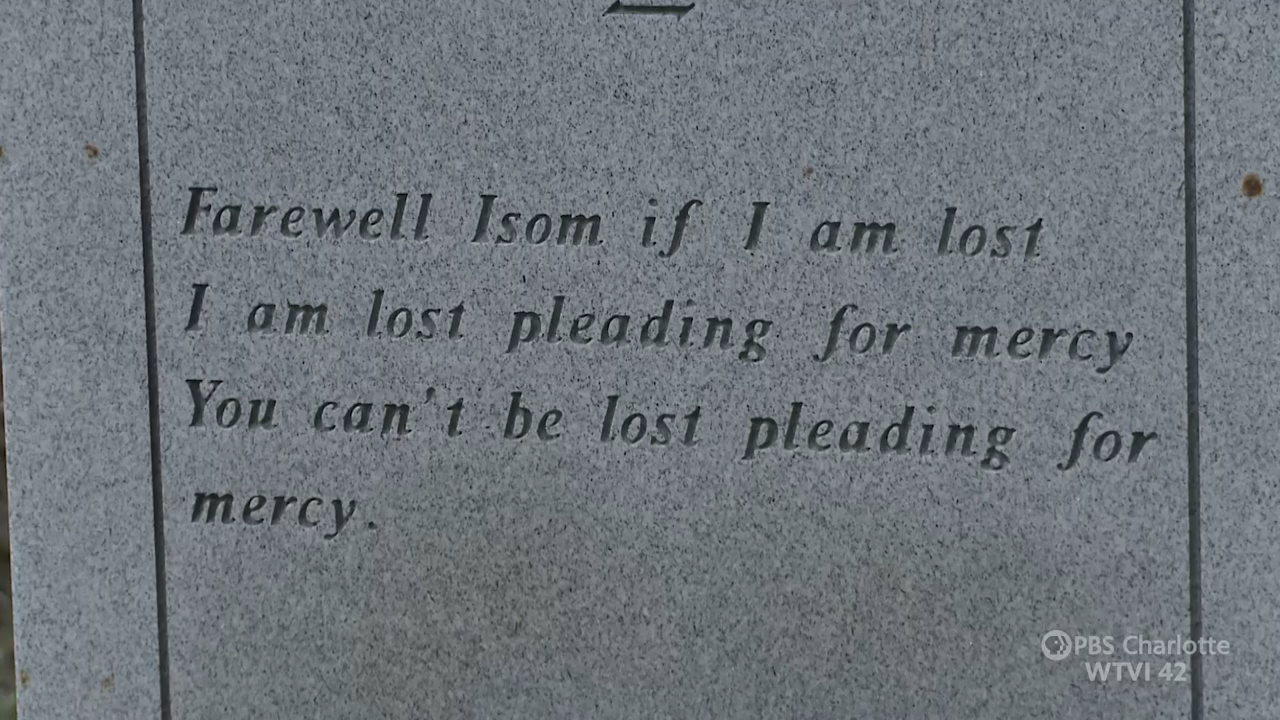 Farewell Isom if I am lost
I am lost pleading for mercy
You can't be lost pleading for
mercy.
PBS Charlotte
WTVI 42